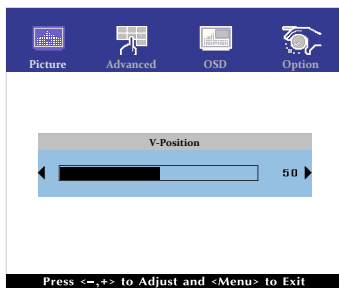 Picture Advanced OSD Option
V-Position
50
Press <–,+> to Adjust and <Menu> to Exit